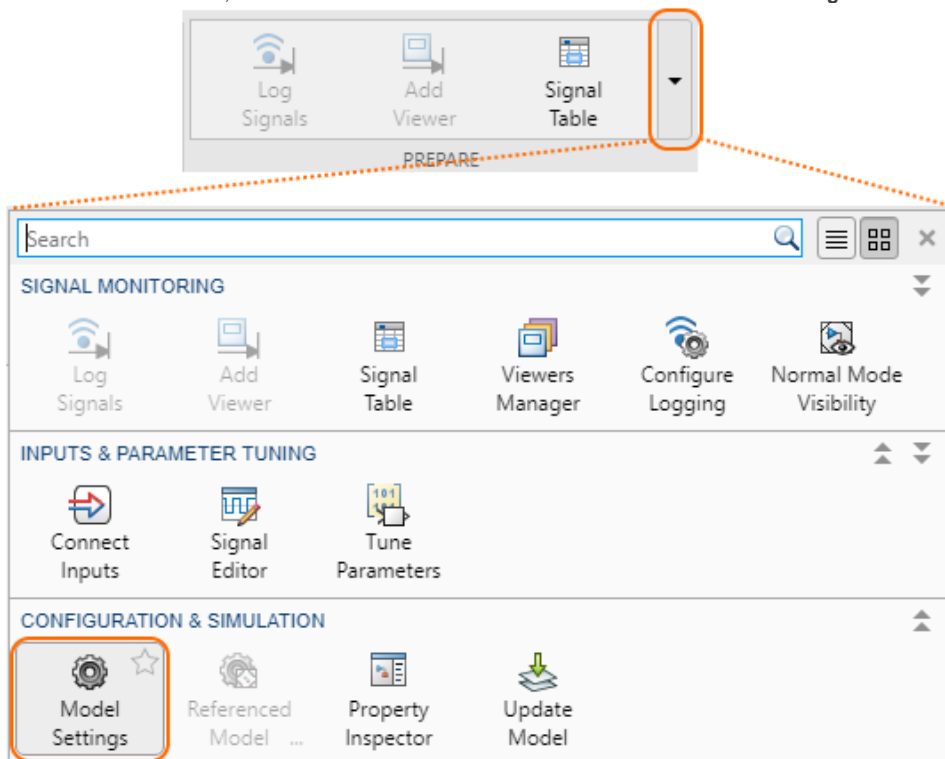 Log
Signals
Add
Viewer
Signal
Table
PREPARE
Search
SIGNAL MONITORING
Log
Signals
Add
Viewer
Signal
Table
Viewers
Manager
Configure
Logging
Normal Mode
Visibility
INPUTS & PARAMETER TUNING
Connect
Inputs
Signal
Editor
Tune
Parameters
CONFIGURATION & SIMULATION
Model
Settings
Referenced
Model ...
Property
Inspector
Update
Model